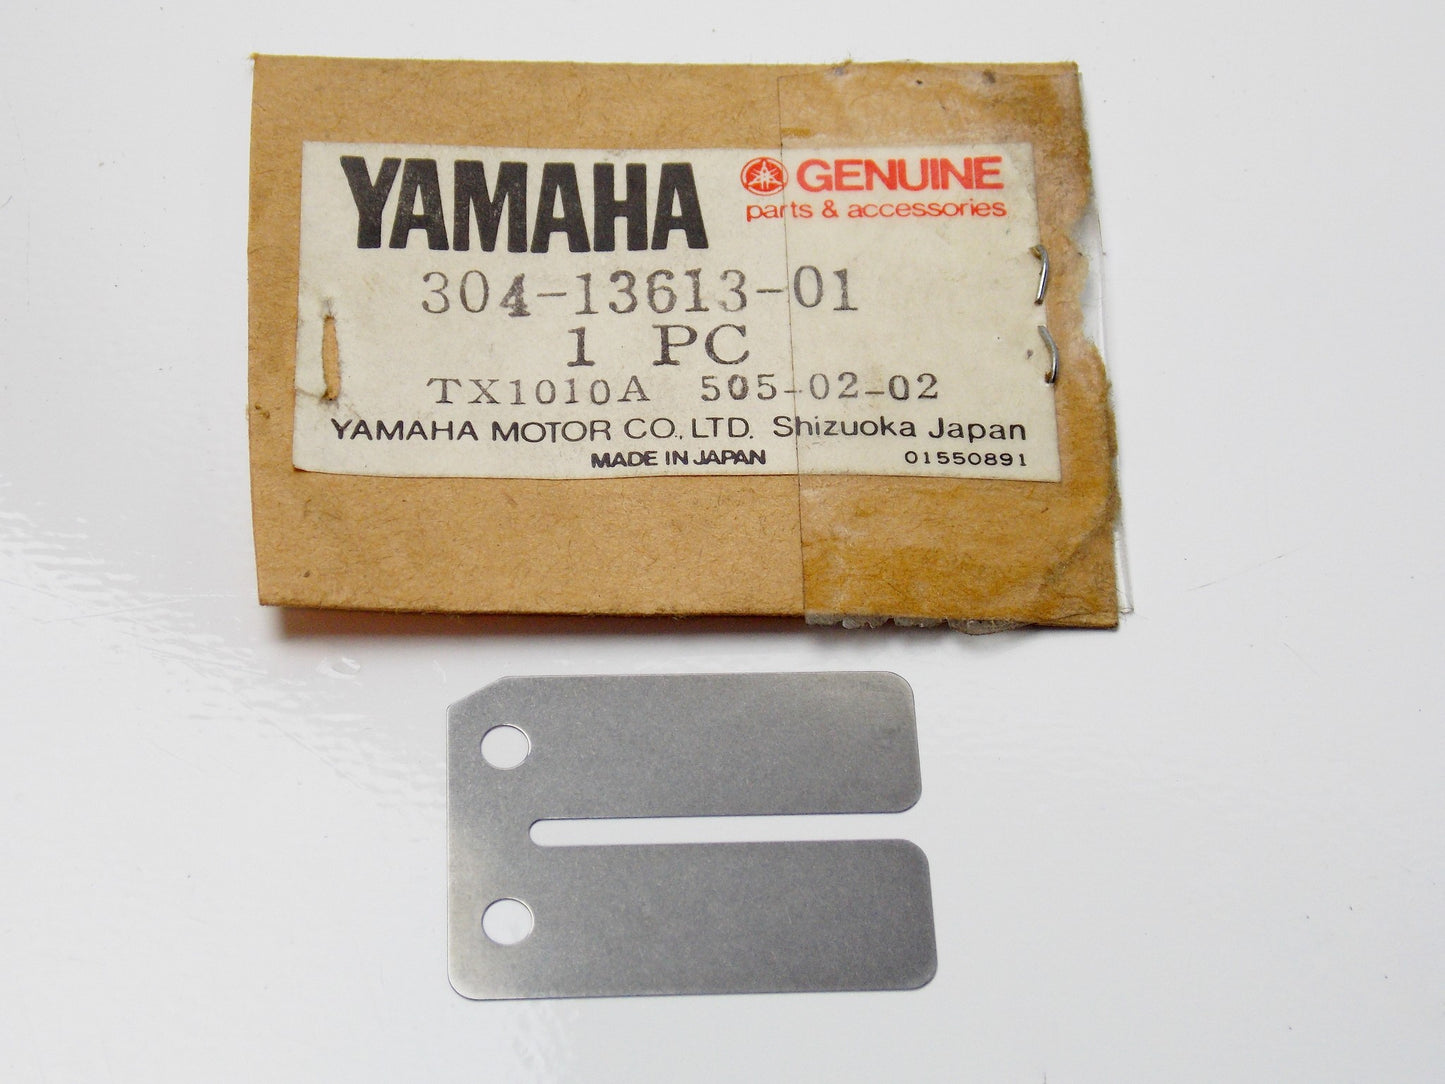 YAMAHA GENUINE
parts & accessories
304-13613-01
1 PC
TX1010A 505-02-02
YAMAHA MOTOR CO., LTD. Shizuoka Japan
MADE IN JAPAN 01550891